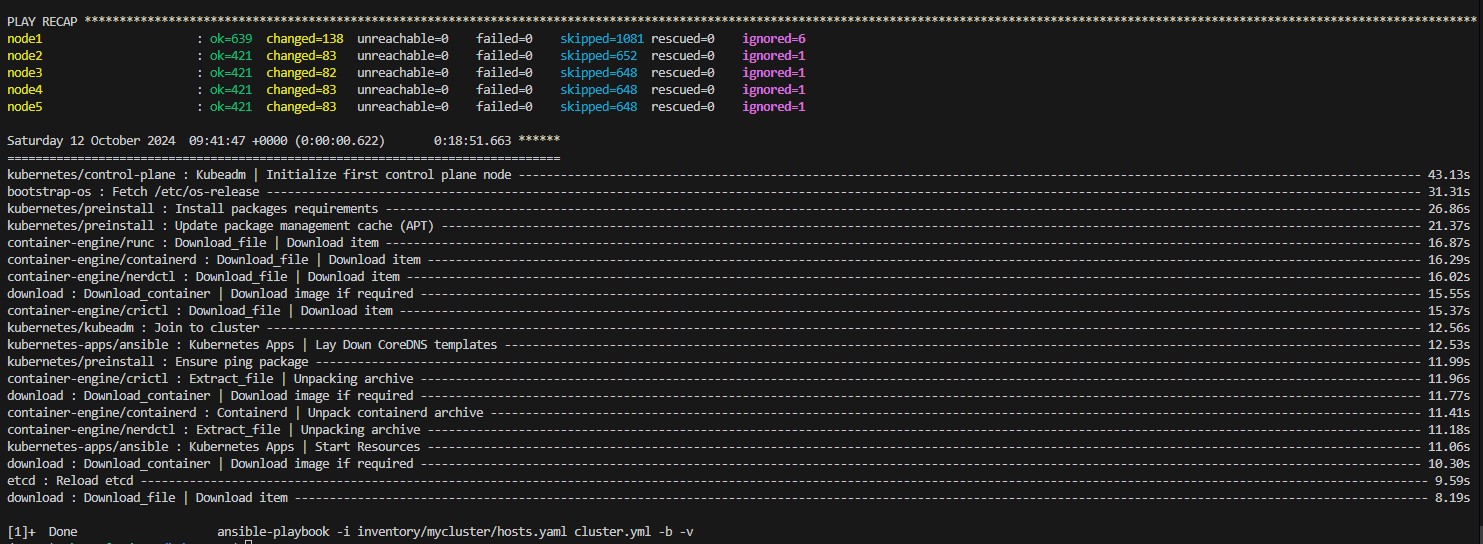 PLAY RECAP *********************************************************************************************************************************************************************************************************
node1                      : ok=639  changed=138  unreachable=0    failed=0    skipped=1081 rescued=0    ignored=6
node2                      : ok=421  changed=83   unreachable=0    failed=0    skipped=652  rescued=0    ignored=1
node3                      : ok=421  changed=82   unreachable=0    failed=0    skipped=648  rescued=0    ignored=1
node4                      : ok=421  changed=83   unreachable=0    failed=0    skipped=648  rescued=0    ignored=1
node5                      : ok=421  changed=83   unreachable=0    failed=0    skipped=648  rescued=0    ignored=1
Saturday 12 October 2024  09:41:47 +0000 (0:00:00.622)       0:18:51.663 ******
===============================================================================
kubernetes/control-plane : Kubeadm | Initialize first control plane node ------ 43.13s
bootstrap-os : Fetch /etc/os-release ------ 31.31s
kubernetes/preinstall : Install packages requirements ------ 26.86s
kubernetes/preinstall : Update package management cache (APT) ------ 21.37s
container-engine/runc : Download_file | Download item ------ 16.87s
container-engine/containerd : Download_file | Download item ------ 16.29s
container-engine/nerdctl : Download_file | Download item ------ 16.02s
download : Download_container | Download image if required ------ 15.55s
container-engine/crictl : Download_file | Download item ------ 15.37s
kubernetes/kubeadm : Join to cluster ------ 12.56s
kubernetes-apps/ansible : Kubernetes Apps | Lay Down CoreDNS templates ------ 12.53s
kubernetes/preinstall : Ensure ping package ------ 11.99s
container-engine/crictl : Extract_file | Unpacking archive ------ 11.96s
download : Download_container | Download image if required ------ 11.77s
container-engine/containerd : Containerd | Unpack containerd archive ------ 11.41s
container-engine/nerdctl : Extract_file | Unpacking archive ------ 11.18s
kubernetes-apps/ansible : Kubernetes Apps | Start Resources ------ 11.06s
download : Download_container | Download image if required ------ 10.30s
etcd : Reload etcd ------ 9.59s
download : Download_file | Download item ------ 8.19s
[1]+  Done                    ansible-playbook -i inventory/mycluster/hosts.yaml cluster.yml -b -v